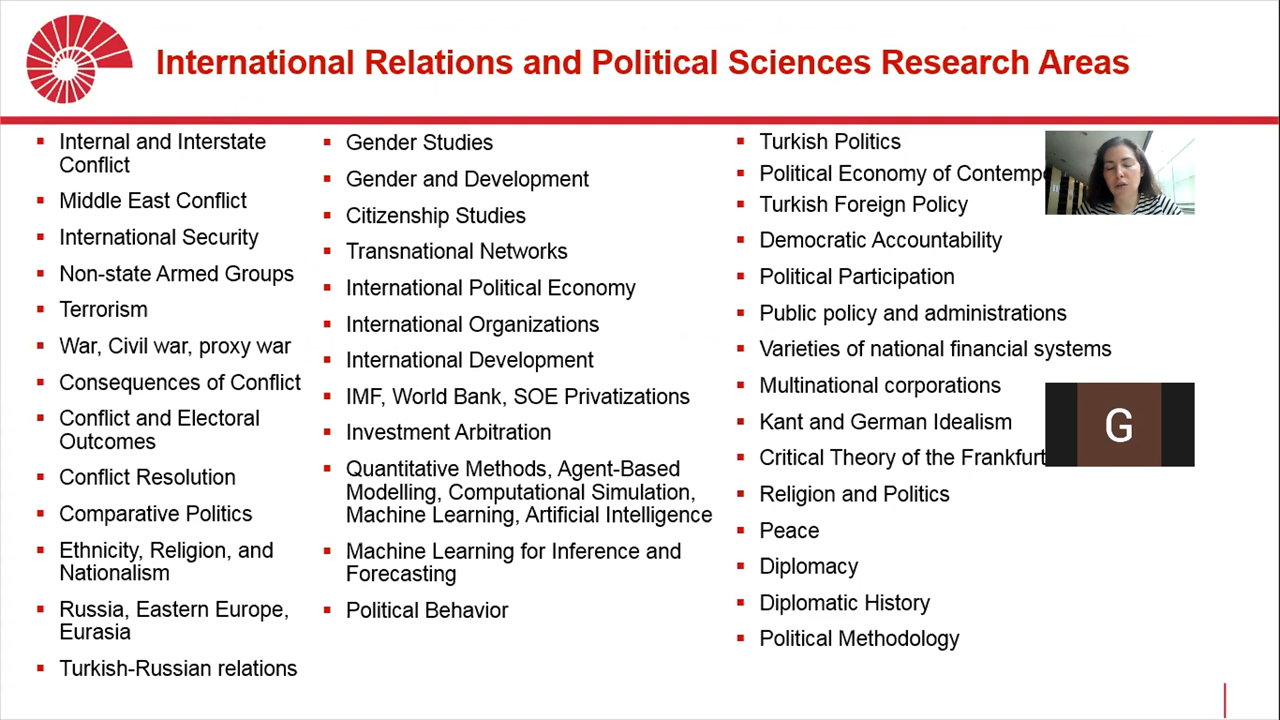 International Relations and Political Sciences Research Areas
Internal and Interstate
Conflict
Middle East Conflict
International Security
Non-state Armed Groups
Terrorism
War, Civil war, proxy war
Consequences of Conflict
Conflict and Electoral
Outcomes
Conflict Resolution
Comparative Politics
Ethnicity, Religion, and
Nationalism
Russia, Eastern Europe,
Eurasia
Turkish-Russian relations
Gender Studies
Gender and Development
Citizenship Studies
Transnational Networks
International Political Economy
International Organizations
International Development
IMF, World Bank, SOE Privatizations
Investment Arbitration
Quantitative Methods, Agent-Based
Modelling, Computational Simulation,
Machine Learning, Artificial Intelligence
Machine Learning for Inference and
Forecasting
Political Behavior
Turkish Politics
Political Economy of
Turkish Foreign Policy
Democratic Accountability
Political Participation
Public policy and administrations
Varieties of national financial systems
Multinational corporations
Kant and German Idealism
Critical Theory of the Frankfurt
Religion and Politics
Peace
Diplomacy
Diplomatic History
Political Methodology
G